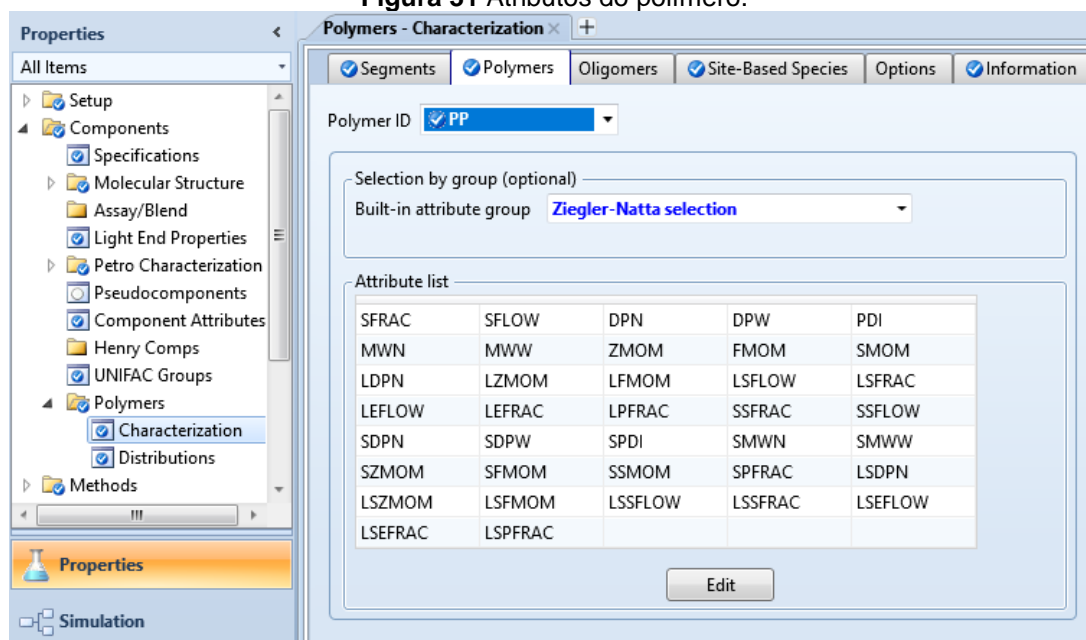 Figura 31 Atributos do polímero.
Properties
All Items
Setup
Components
Specifications
Molecular Structure
Assay/Blend
Light End Properties
Petro Characterization
Pseudocomponents
Component Attributes
Henry Comps
UNIFAC Groups
Polymers
Characterization
Distributions
Methods
Properties
Simulation
Polymers - Characterization × +
Segments Polymers Oligomers Site-Based Species Options Information
Polymer ID PP
Selection by group (optional)
Built-in attribute group Ziegler-Natta selection
Attribute list
SFRAC SFLOW DPN DPW PDI
MWN MWW ZMOM FMOM SMOM
LDPN LZMOM LFMOM LSFLOW LSFRAC
LEFLOW LEFRAC LPFRAC SSFRAC SSFLOW
SDPN SDPW SPDI SMWN SMWW
SZMOM SFMOM SSMOM SPFRAC LSDPN
LSZMOM LSFMOM LSSFLOW LSSFRAC LSEFLOW
LSEFRAC LSPFRAC
Edit